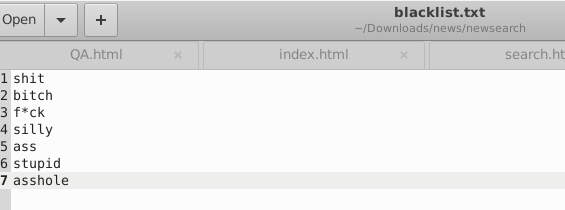 Open
blacklist.txt
~/Downloads/news/newsearch
QA.html
index.html
search.ht
1 shit
2 bitch
3 f*ck
4 silly
5 ass
6 stupid
7 asshole